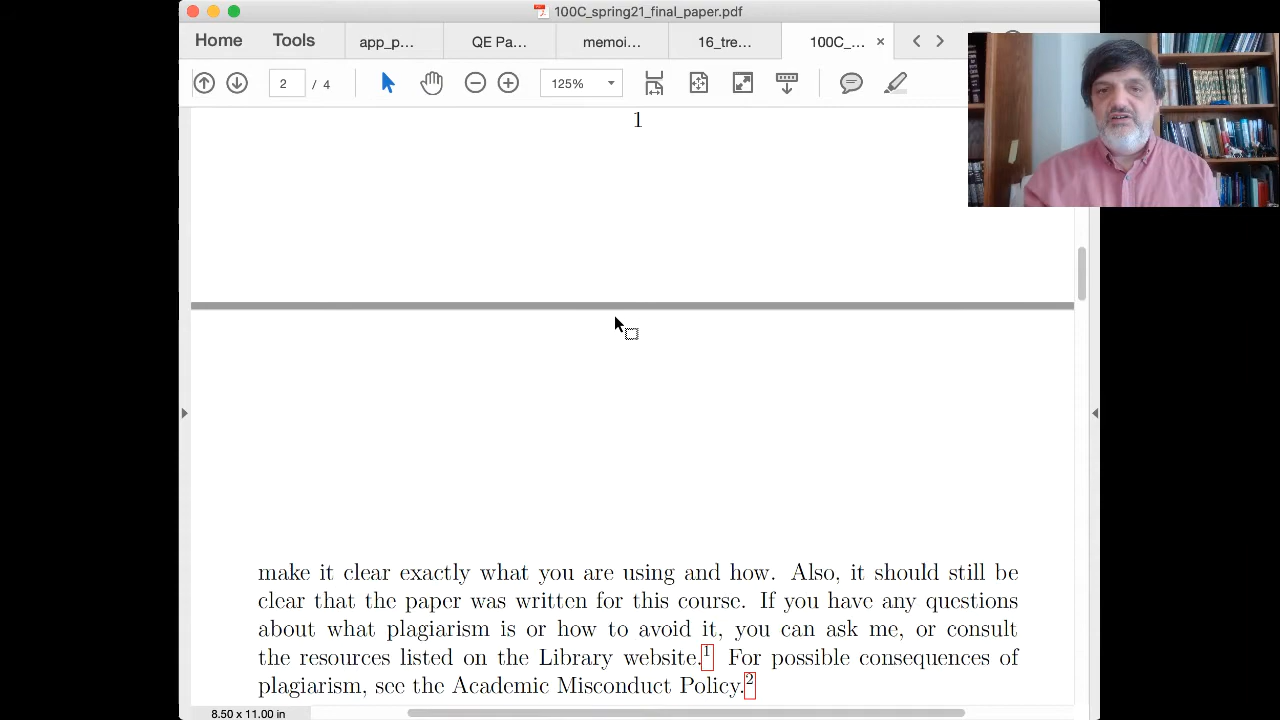 100C_spring21_final_paper.pdf
Home Tools app_p... QE Pa... memoi... 16_tre... 100C_... ×
2 / 4 125%
1
make it clear exactly what you are using and how. Also, it should still be
clear that the paper was written for this course. If you have any questions
about what plagiarism is or how to avoid it, you can ask me, or consult
the resources listed on the Library website.1 For possible consequences of
plagiarism, see the Academic Misconduct Policy.2
8.50 x 11.00 in